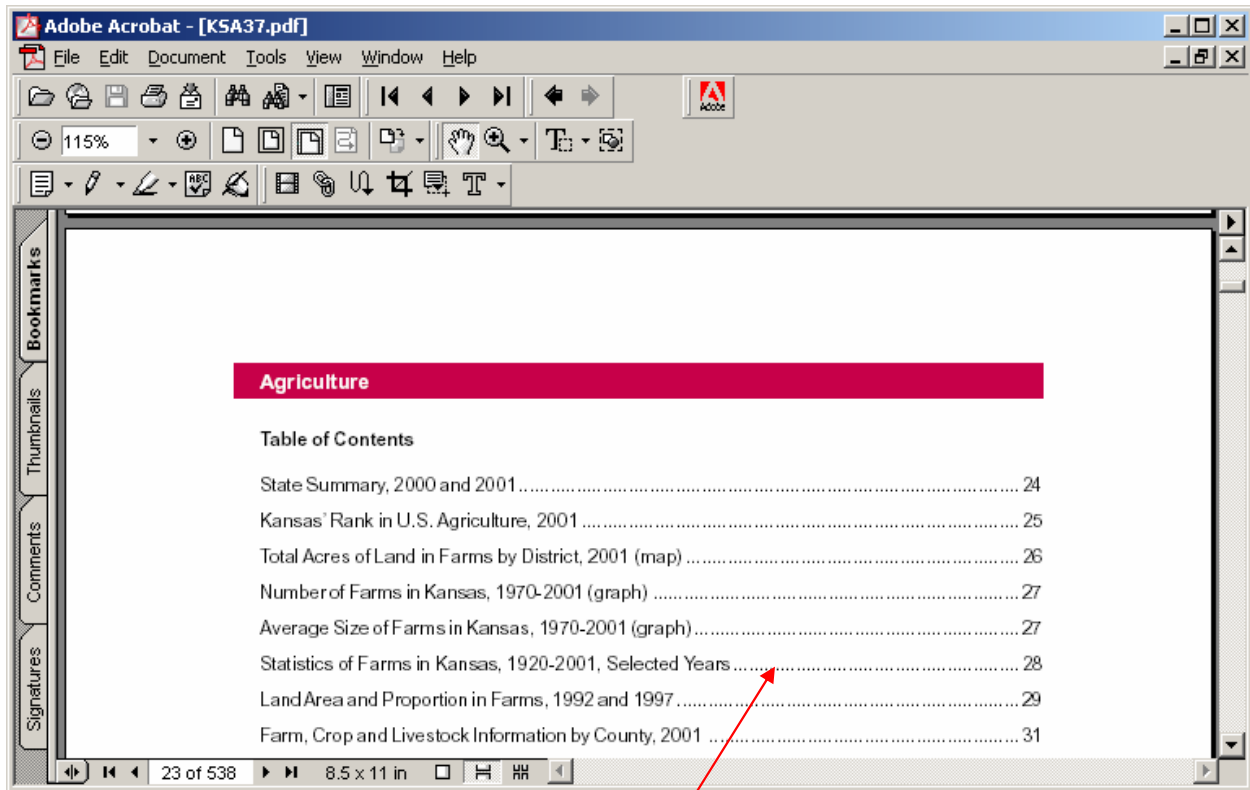 Adobe Acrobat - [KSA37.pdf]
File Edit Document Tools View Window Help
Adobe
115%
Bookmarks
Thumbnails
Comments
Signatures
Agriculture
Table of Contents
State Summary, 2000 and 2001 ........ 24
Kansas' Rank in U.S. Agriculture, 2001 ........ 25
Total Acres of Land in Farms by District, 2001 (map) ........ 26
Number of Farms in Kansas, 1970-2001 (graph) ........ 27
Average Size of Farms in Kansas, 1970-2001 (graph) ........ 27
Statistics of Farms in Kansas, 1920-2001, Selected Years ........ 28
Land Area and Proportion in Farms, 1992 and 1997 ........ 29
Farm, Crop and Livestock Information by County, 2001 ........ 31
23 of 538 8.5 x 11 in